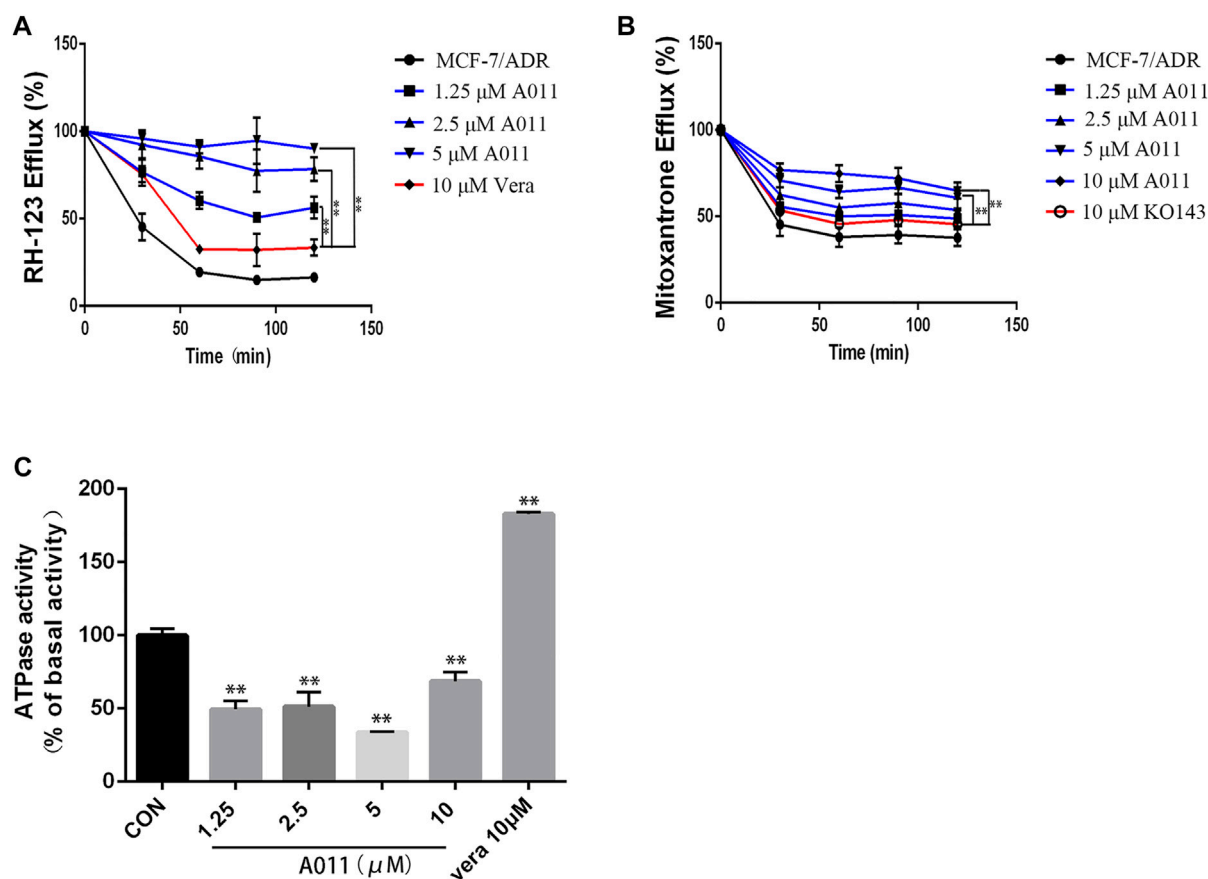 A
RH-123 Efflux (%)
150
100
50
0
0
50
100
150
Time (min)
**
**
**
MCF-7/ADR
1.25 μM A011
2.5 μM A011
5 μM A011
10 μM Vera
B
Mitoxantrone Efflux (%)
150
100
50
0
0
50
100
150
Time (min)
**
**
MCF-7/ADR
1.25 μM A011
2.5 μM A011
5 μM A011
10 μM A011
10 μM KO143
C
ATPase activity
(% of basal activity)
200
150
100
50
0
**
**
**
**
**
CON
1.25
2.5
5
10
vera 10μM
A011 (μM)